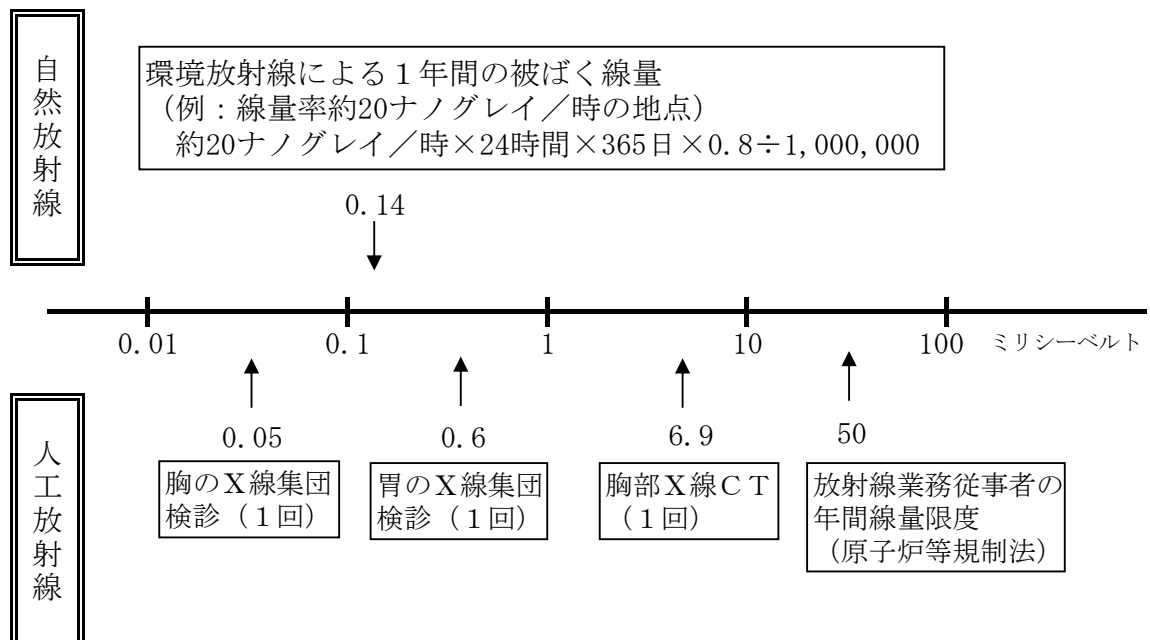 自然放射線
環境放射線による１年間の被ばく線量
（例：線量率約20ナノグレイ／時の地点）
約20ナノグレイ／時×24時間×365日×0.8÷1,000,000
0.14
0.01 0.1 1 10 100 ミリシーベルト
人工放射線
0.05 0.6 6.9 50
胸のＸ線集団
検診（１回）
胃のＸ線集団
検診（１回）
胸部Ｘ線ＣＴ
（１回）
放射線業務従事者の
年間線量限度
（原子炉等規制法）